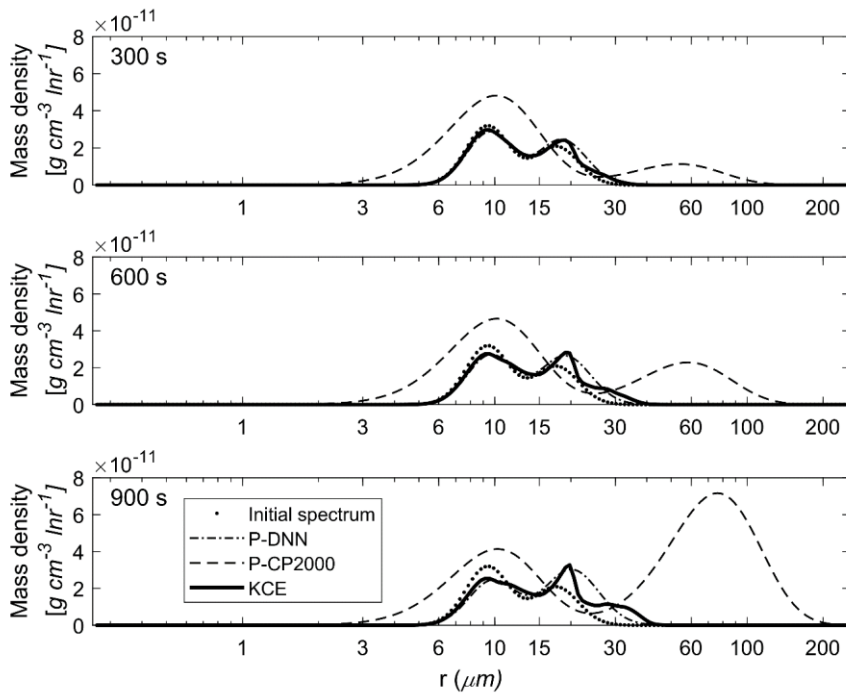 ×10⁻¹¹
8
6
4
2
0
Mass density
[g cm⁻³ lnr⁻¹]
300 s
1 3 6 10 15 30 60 100 200
×10⁻¹¹
8
6
4
2
0
Mass density
[g cm⁻³ lnr⁻¹]
600 s
1 3 6 10 15 30 60 100 200
×10⁻¹¹
8
6
4
2
0
Mass density
[g cm⁻³ lnr⁻¹]
900 s
Initial spectrum
P-DNN
P-CP2000
KCE
1 3 6 10 15 30 60 100 200
r (μm)